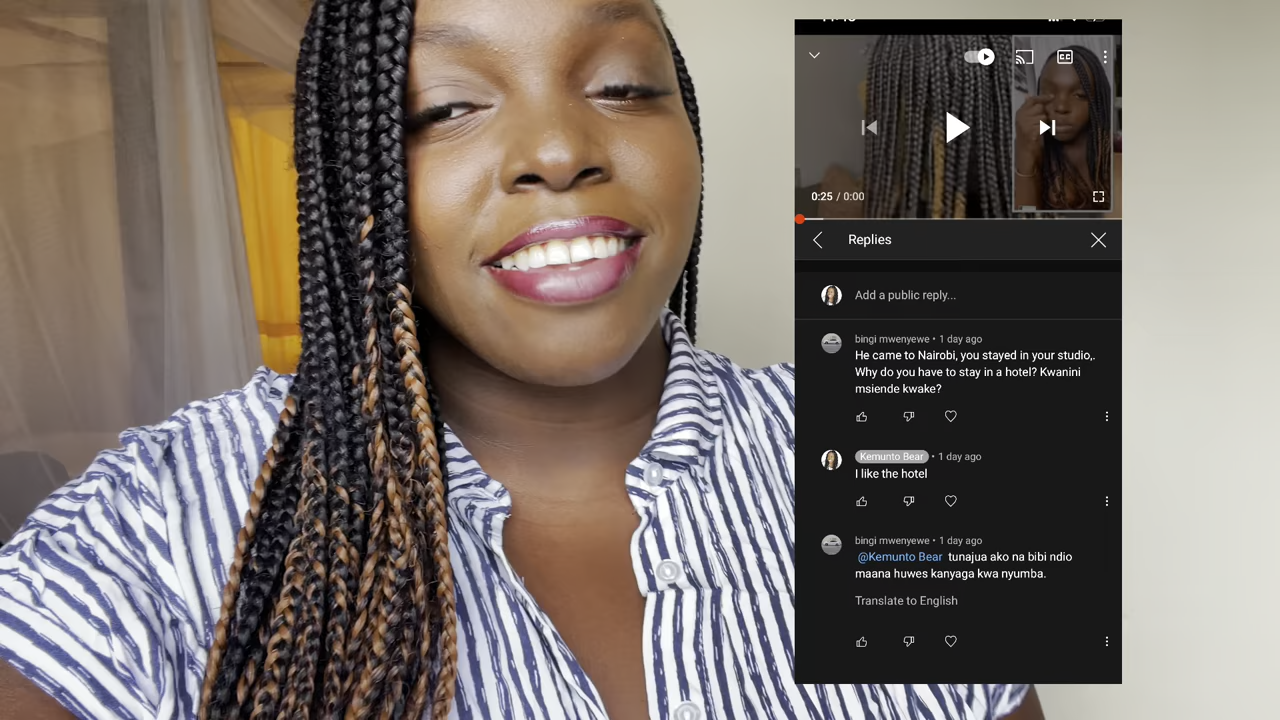 CC
0:25 / 0:00
Replies
Add a public reply...
bingi mwenyewe • 1 day ago
He came to Nairobi, you stayed in your studio,.
Why do you have to stay in a hotel? Kwanini
msiende kwake?
Kemunto Bear • 1 day ago
I like the hotel
bingi mwenyewe • 1 day ago
@Kemunto Bear tunajua ako na bibi ndio
maana huwes kanyaga kwa nyumba.
Translate to English